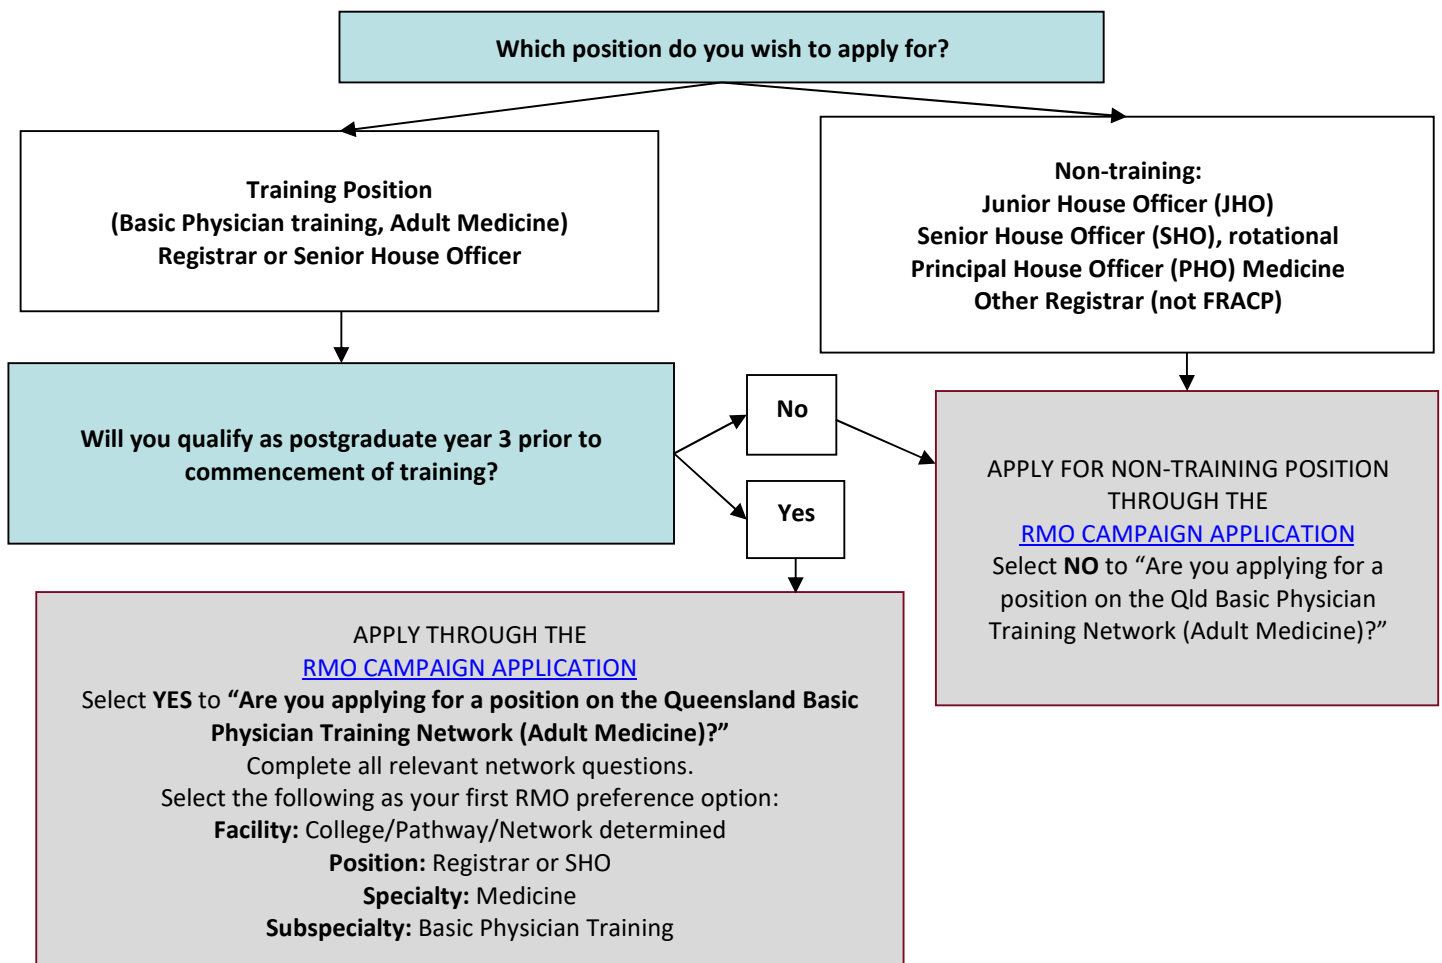 Which position do you wish to apply for?
Training Position
(Basic Physician training, Adult Medicine)
Registrar or Senior House Officer
Non-training:
Junior House Officer (JHO)
Senior House Officer (SHO), rotational
Principal House Officer (PHO) Medicine
Other Registrar (not FRACP)
Will you qualify as postgraduate year 3 prior to
commencement of training?
No
Yes
APPLY FOR NON-TRAINING POSITION
THROUGH THE
RMO CAMPAIGN APPLICATION
Select NO to “Are you applying for a
position on the Qld Basic Physician
Training Network (Adult Medicine)?”
APPLY THROUGH THE
RMO CAMPAIGN APPLICATION
Select YES to “Are you applying for a position on the Queensland Basic
Physician Training Network (Adult Medicine)?”
Complete all relevant network questions.
Select the following as your first RMO preference option:
Facility: College/Pathway/Network determined
Position: Registrar or SHO
Specialty: Medicine
Subspecialty: Basic Physician Training